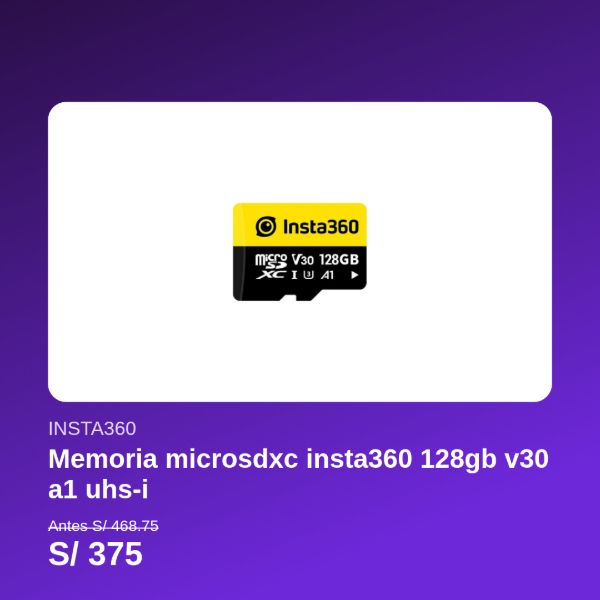 Insta360
micro SD XC V30 128GB
I U3 A1
INSTA360
Memoria microsdxc insta360 128gb v30
a1 uhs-i
Antes S/ 468.75
S/ 375